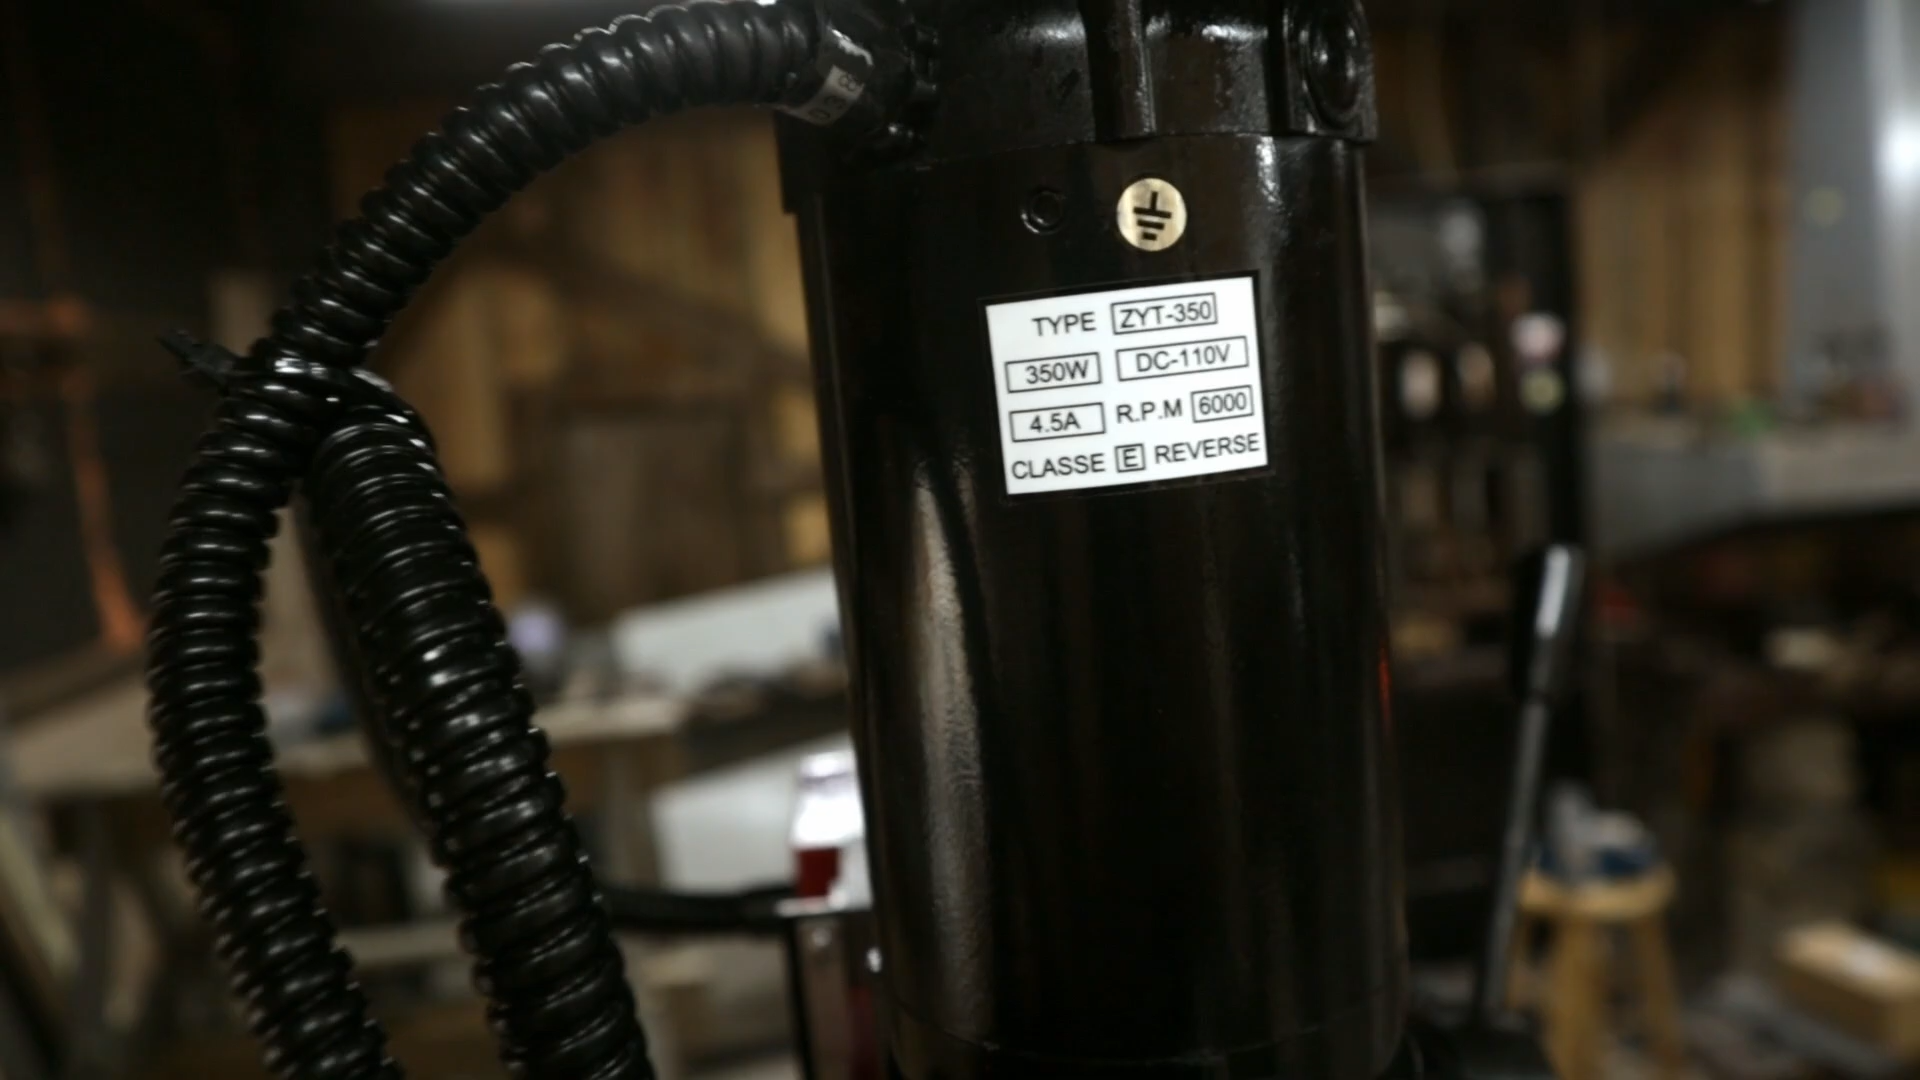 TYPE ZYT-350
350W DC-110V
4.5A R.P.M 6000
CLASSE E REVERSE